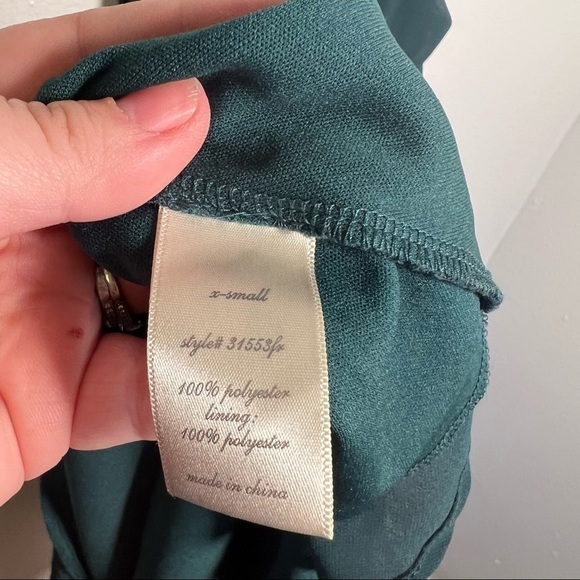 x-small
style# 31553fr
100% polyester
lining:
100% polyester
made in china